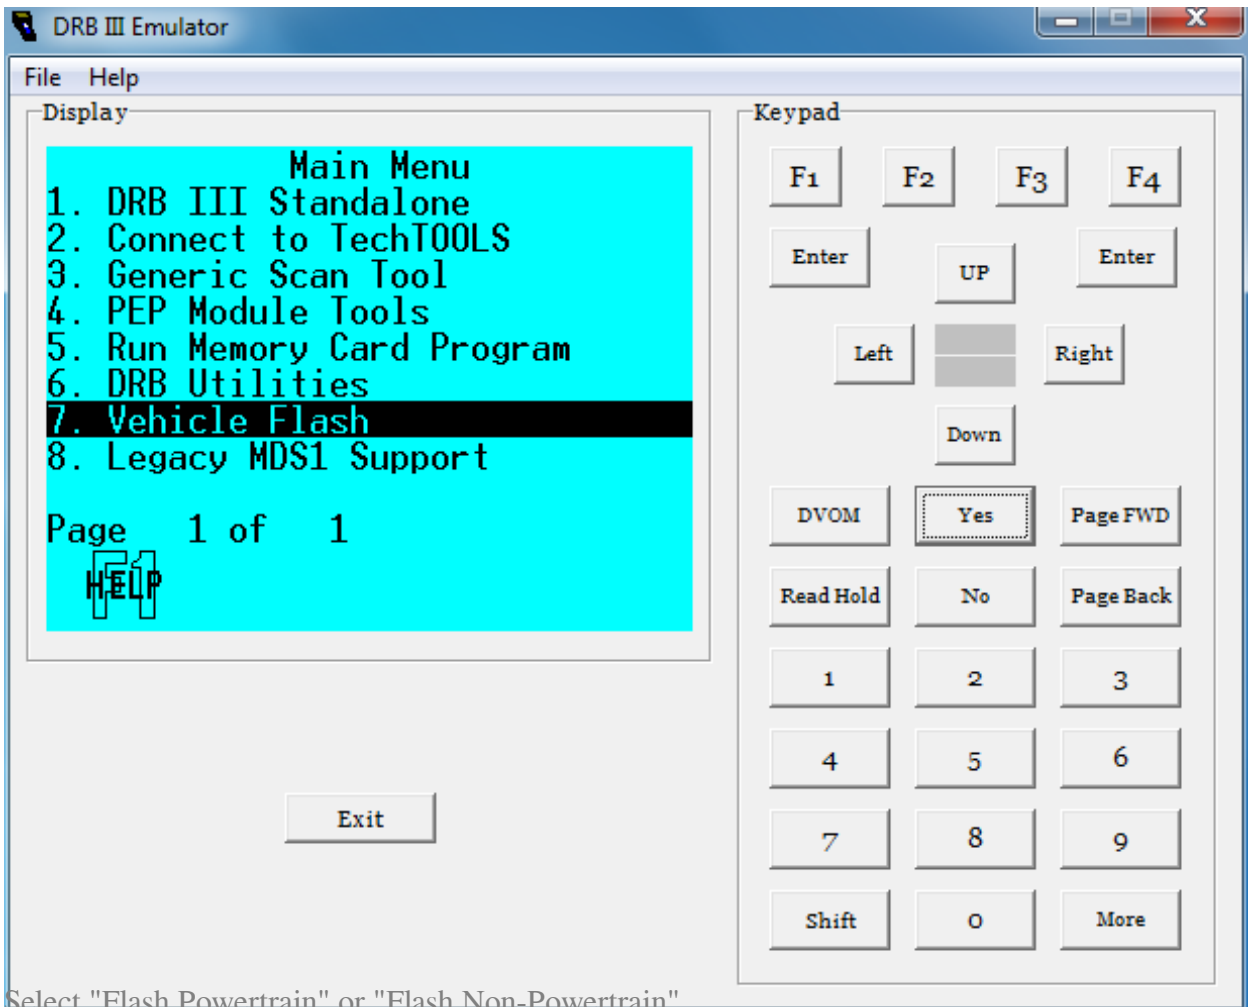 DRB III Emulator
File Help
Display
Main Menu
1. DRB III Standalone
2. Connect to TechTOOLS
3. Generic Scan Tool
4. PEP Module Tools
5. Run Memory Card Program
6. DRB Utilities
7. Vehicle Flash
8. Legacy MDS1 Support
Page 1 of 1
F1
HELP
Exit
Keypad
F1 F2 F3 F4
Enter UP Enter
Left Right
Down
DVOM Yes Page FWD
Read Hold No Page Back
1 2 3
4 5 6
7 8 9
Shift 0 More
Select "Flash Powertrain" or "Flash Non-Powertrain"